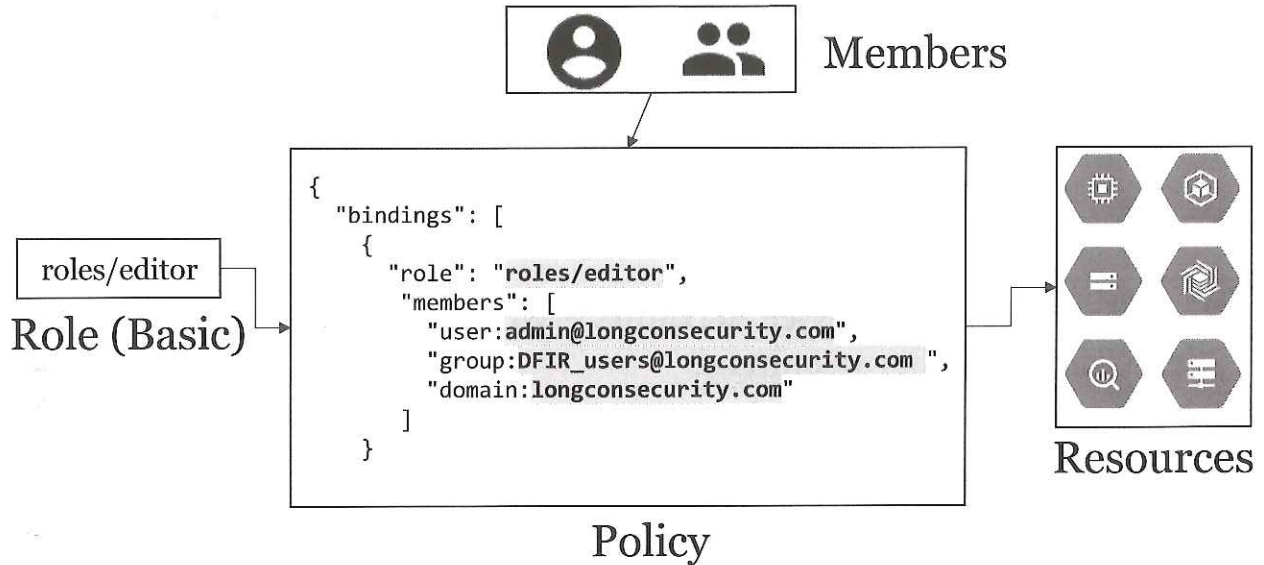 Members
{
"bindings": [
{
"role": "roles/editor",
"members": [
"user:admin@longconsecurity.com",
"group:DFIR_users@longconsecurity.com ",
"domain:longconsecurity.com"
]
}
roles/editor
Role (Basic)
Resources
Policy